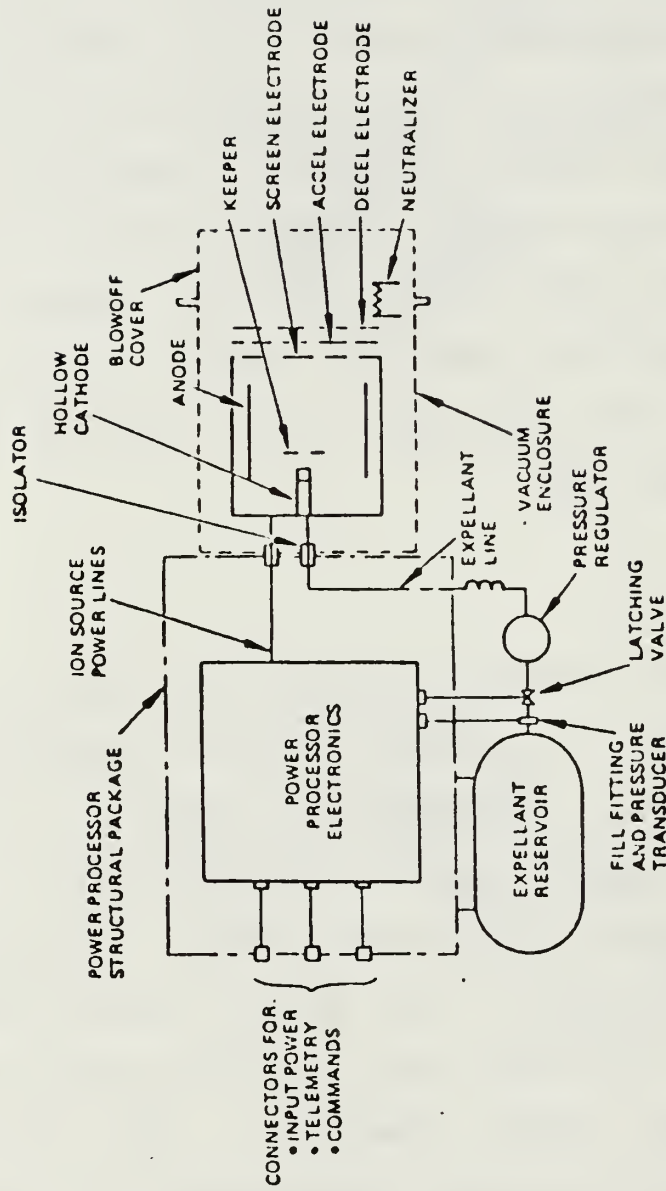 POWER PROCESSOR
STRUCTURAL PACKAGE
ION SOURCE
POWER LINES
ISOLATOR
HOLLOW
CATHODE
ANODE
BLOWOFF
COVER
KEEPER
SCREEN ELECTRODE
ACCEL ELECTRODE
DECEL ELECTRODE
NEUTRALIZER
CONNECTORS FOR.
• INPUT POWER
• TELEMETRY
• COMMANDS
POWER
PROCESSOR
ELECTRONICS
EXPELLANT
LINE
VACUUM
ENCLOSURE
PRESSURE
REGULATOR
LATCHING
VALVE
FILL FITTING
AND PRESSURE
TRANSDUCER
EXPELLANT
RESERVOIR